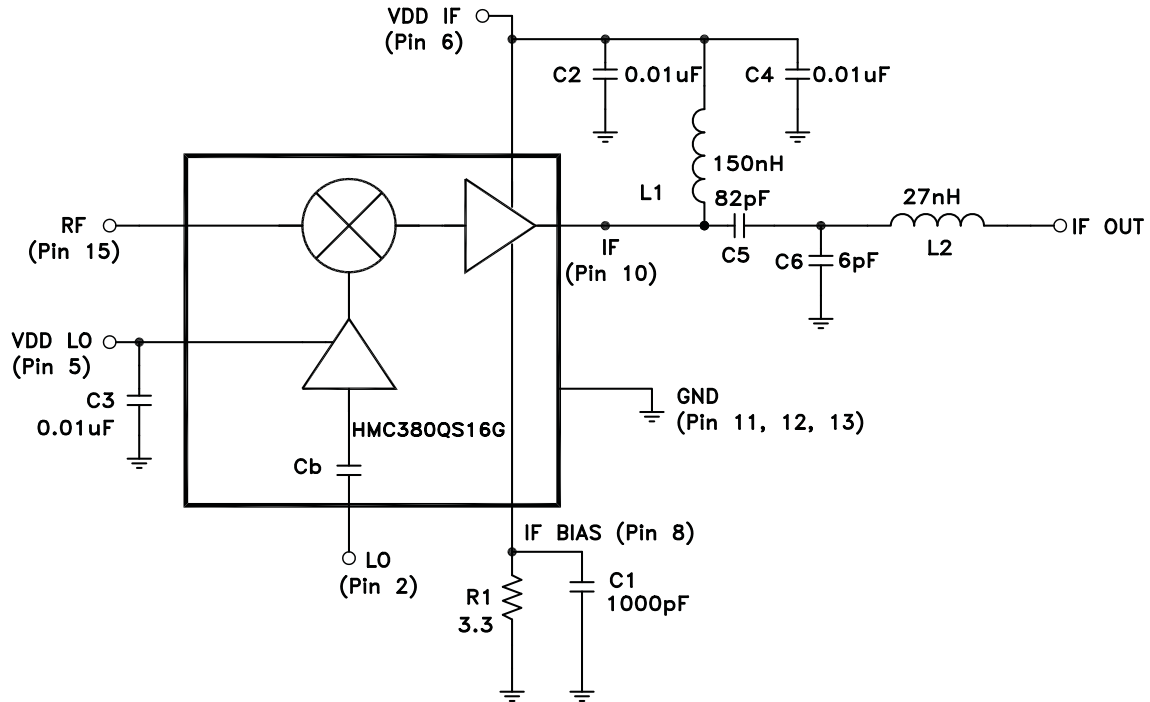 VDD IF
(Pin 6)
C2
0.01uF
C4
0.01uF
150nH
L1
82pF
C5
27nH
L2
IF OUT
RF
(Pin 15)
IF
(Pin 10)
C6
6pF
VDD LO
(Pin 5)
C3
0.01uF
GND
(Pin 11, 12, 13)
HMC380QS16G
Cb
LO
(Pin 2)
IF BIAS (Pin 8)
R1
3.3
C1
1000pF